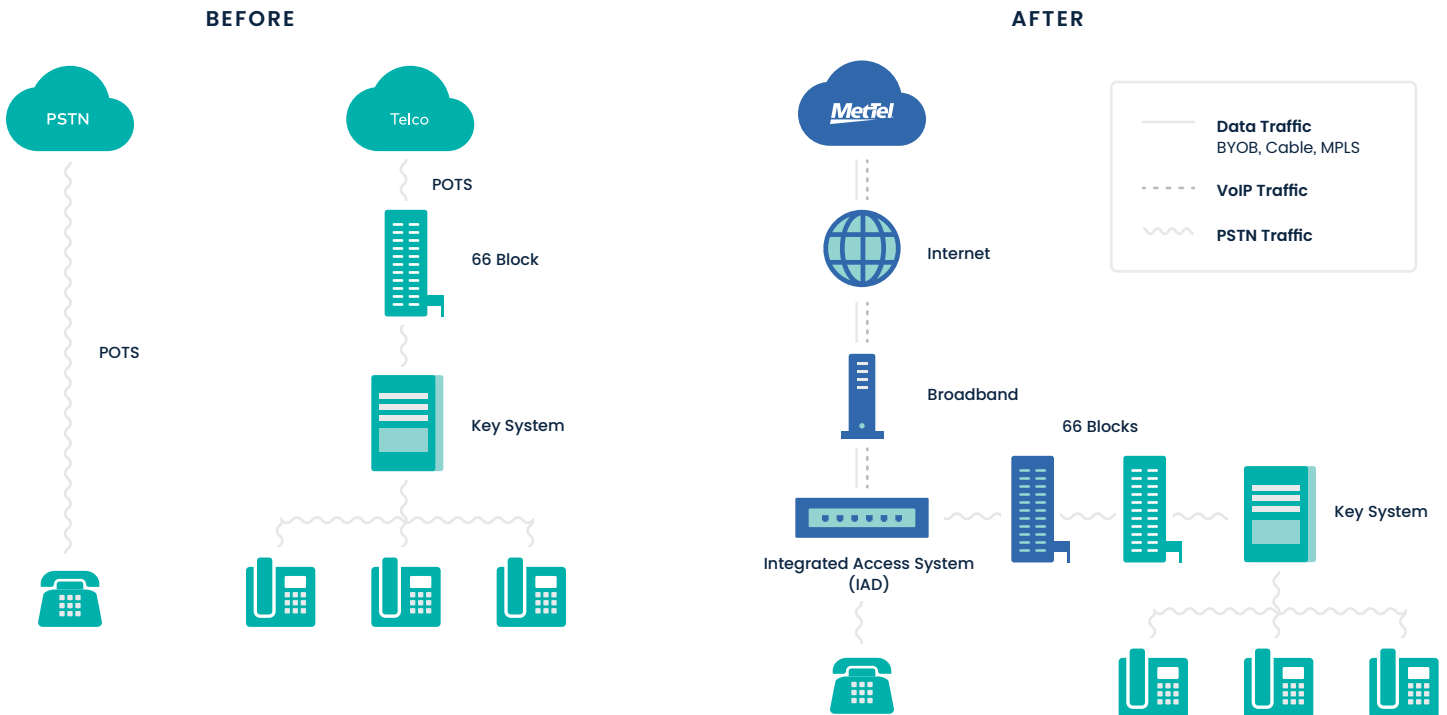 BEFORE
PSTN
Telco
POTS
66 Block
POTS
Key System
AFTER
MetTel
Data Traffic
BYOB, Cable, MPLS
VoIP Traffic
PSTN Traffic
Internet
Broadband
66 Blocks
Key System
Integrated Access System
(IAD)